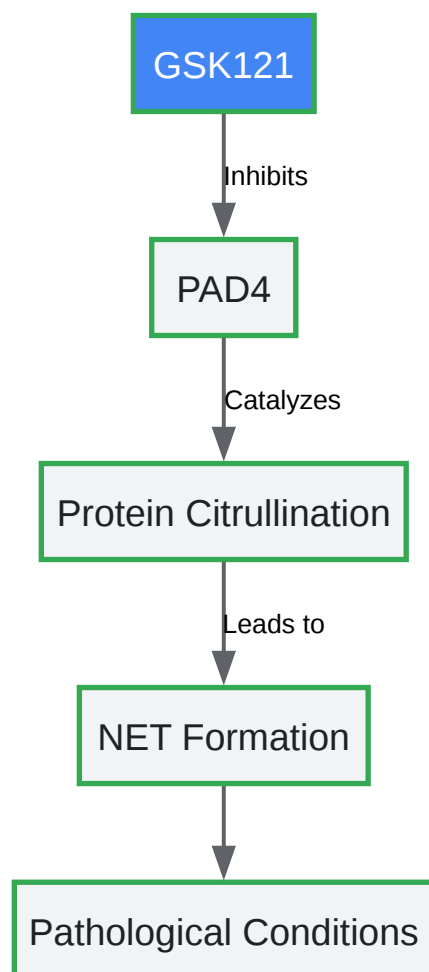 GSK121
Inhibits
PAD4
Catalyzes
Protein Citrullination
Leads to
NET Formation
Pathological Conditions